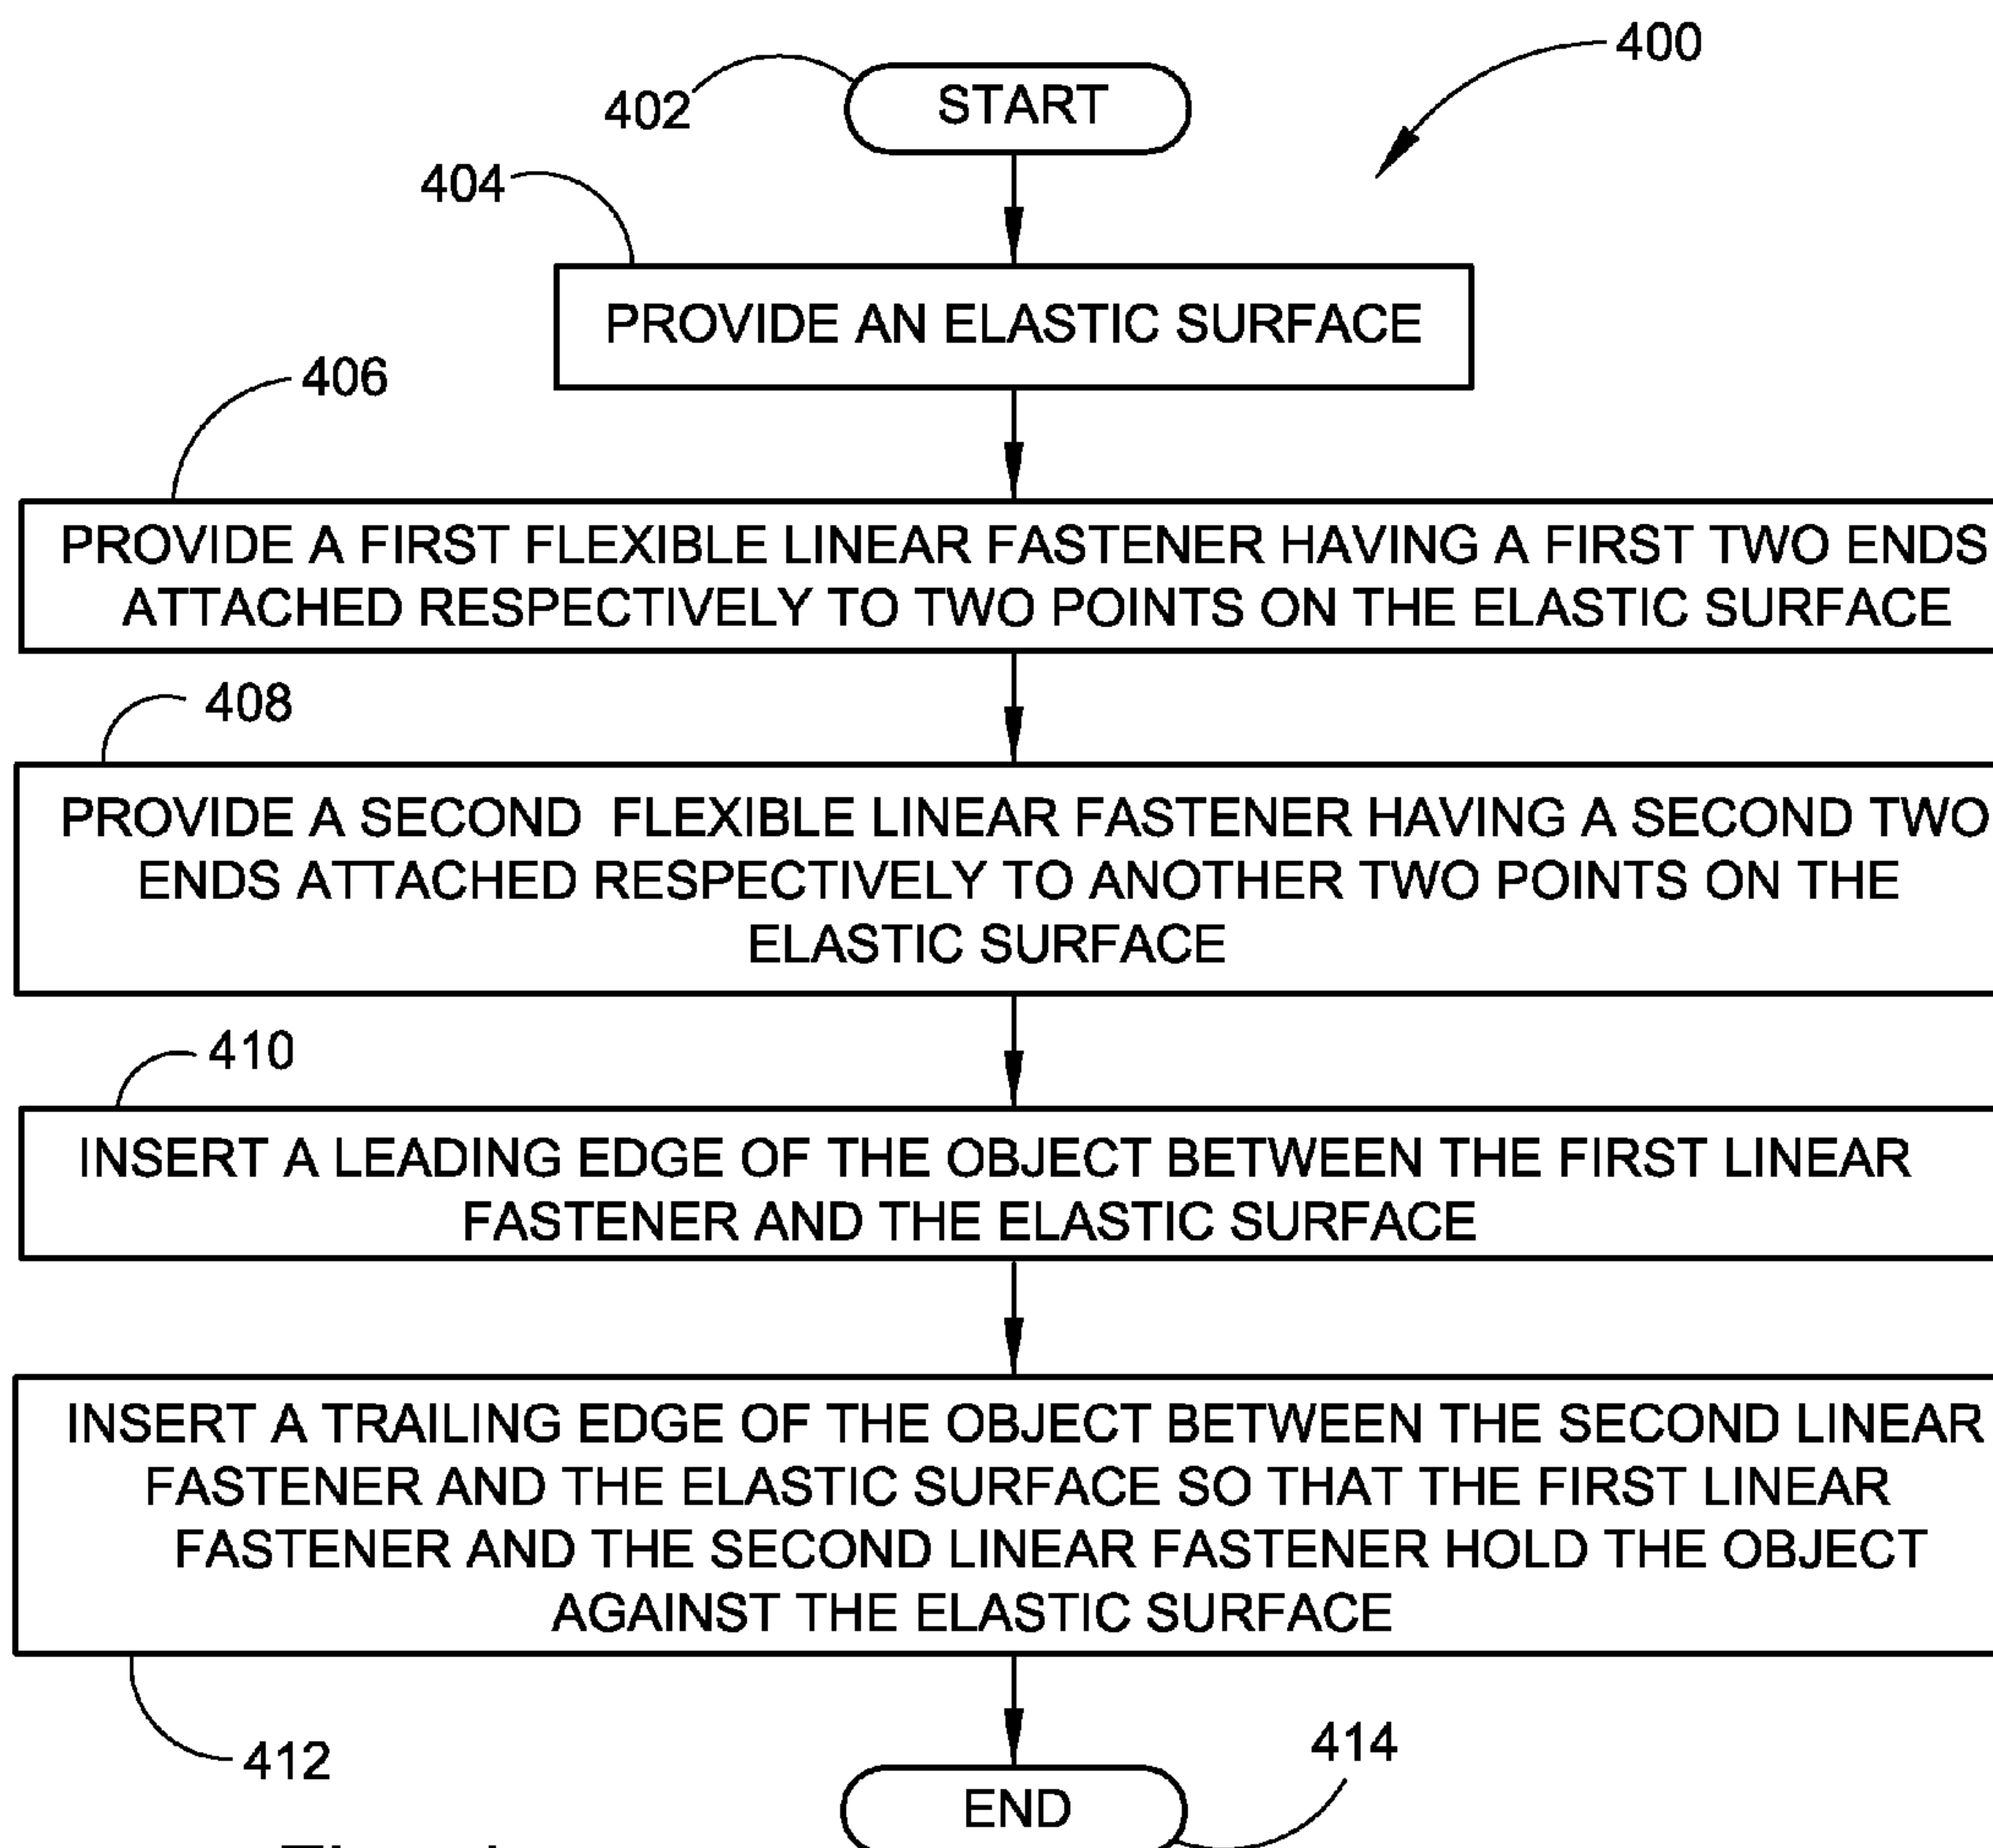 400
402
START
404
PROVIDE AN ELASTIC SURFACE
406
PROVIDE A FIRST FLEXIBLE LINEAR FASTENER HAVING A FIRST TWO ENDS
ATTACHED RESPECTIVELY TO TWO POINTS ON THE ELASTIC SURFACE
408
PROVIDE A SECOND FLEXIBLE LINEAR FASTENER HAVING A SECOND TWO
ENDS ATTACHED RESPECTIVELY TO ANOTHER TWO POINTS ON THE
ELASTIC SURFACE
410
INSERT A LEADING EDGE OF THE OBJECT BETWEEN THE FIRST LINEAR
FASTENER AND THE ELASTIC SURFACE
INSERT A TRAILING EDGE OF THE OBJECT BETWEEN THE SECOND LINEAR
FASTENER AND THE ELASTIC SURFACE SO THAT THE FIRST LINEAR
FASTENER AND THE SECOND LINEAR FASTENER HOLD THE OBJECT
AGAINST THE ELASTIC SURFACE
412
414
END